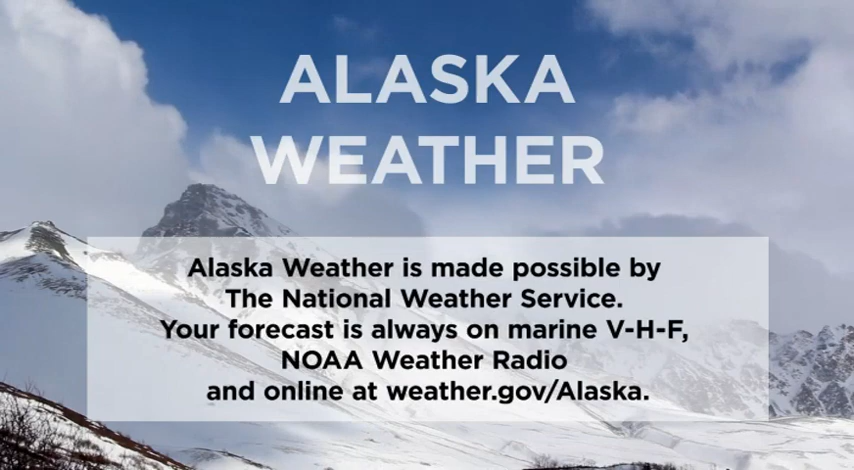 ALASKA
WEATHER
Alaska Weather is made possible by
The National Weather Service.
Your forecast is always on marine V-H-F,
NOAA Weather Radio
and online at weather.gov/Alaska.